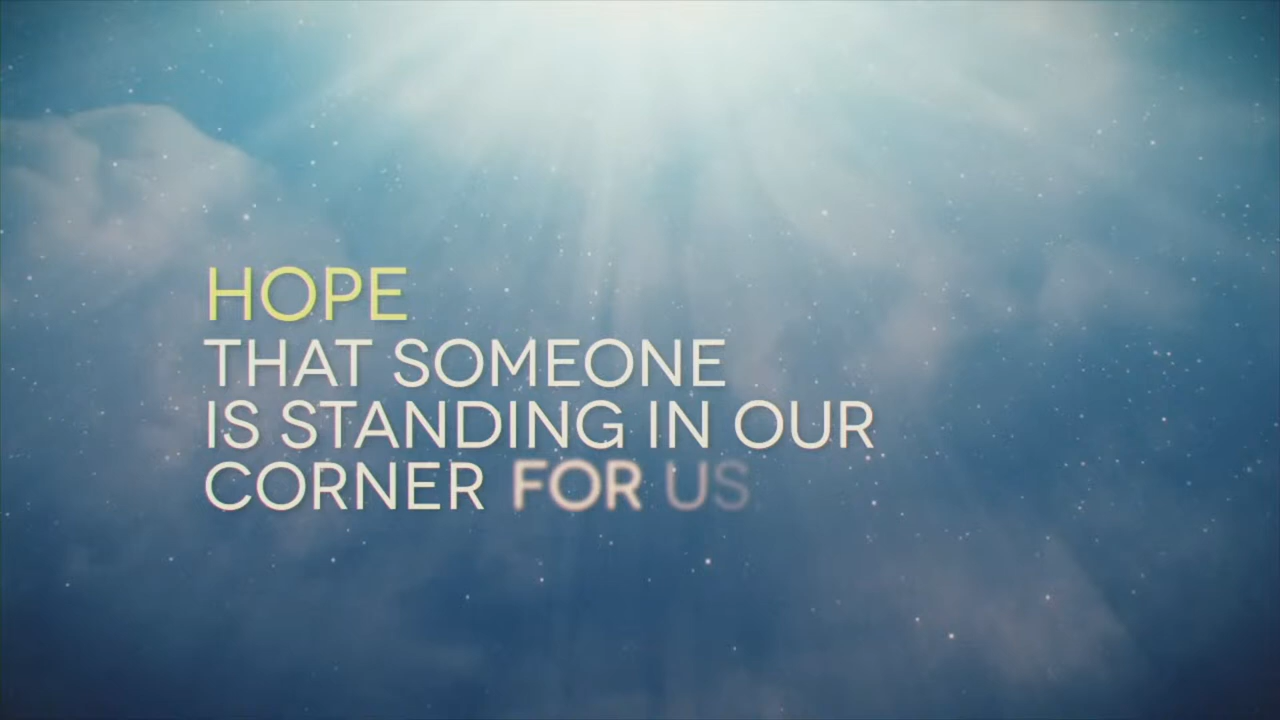 HOPE
THAT SOMEONE
IS STANDING IN OUR
CORNER FOR US